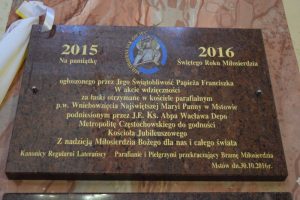 2015
Na pamiątkę
2016
Świętego Roku Miłosierdzia
ogłoszonego przez Jego Świątobliwość Papieża Franciszka
W akcie wdzięczności
za łaski otrzymane w kościele parafialnym
p.w. Wniebowzięcia Najświętszej Maryi Panny w Mstowie
podniesionym przez J.E. Ks. Abpa Wacława Depo
Metropolitę Częstochowskiego do godności
Kościoła Jubileuszowego
Z nadzieją Miłosierdzia Bożego dla nas i całego świata
Kanonicy Regularni Laterańscy Parafianie i Pielgrzymi przekraczający Bramę Miłosierdzia
Mstów dn.30.10.2016r.